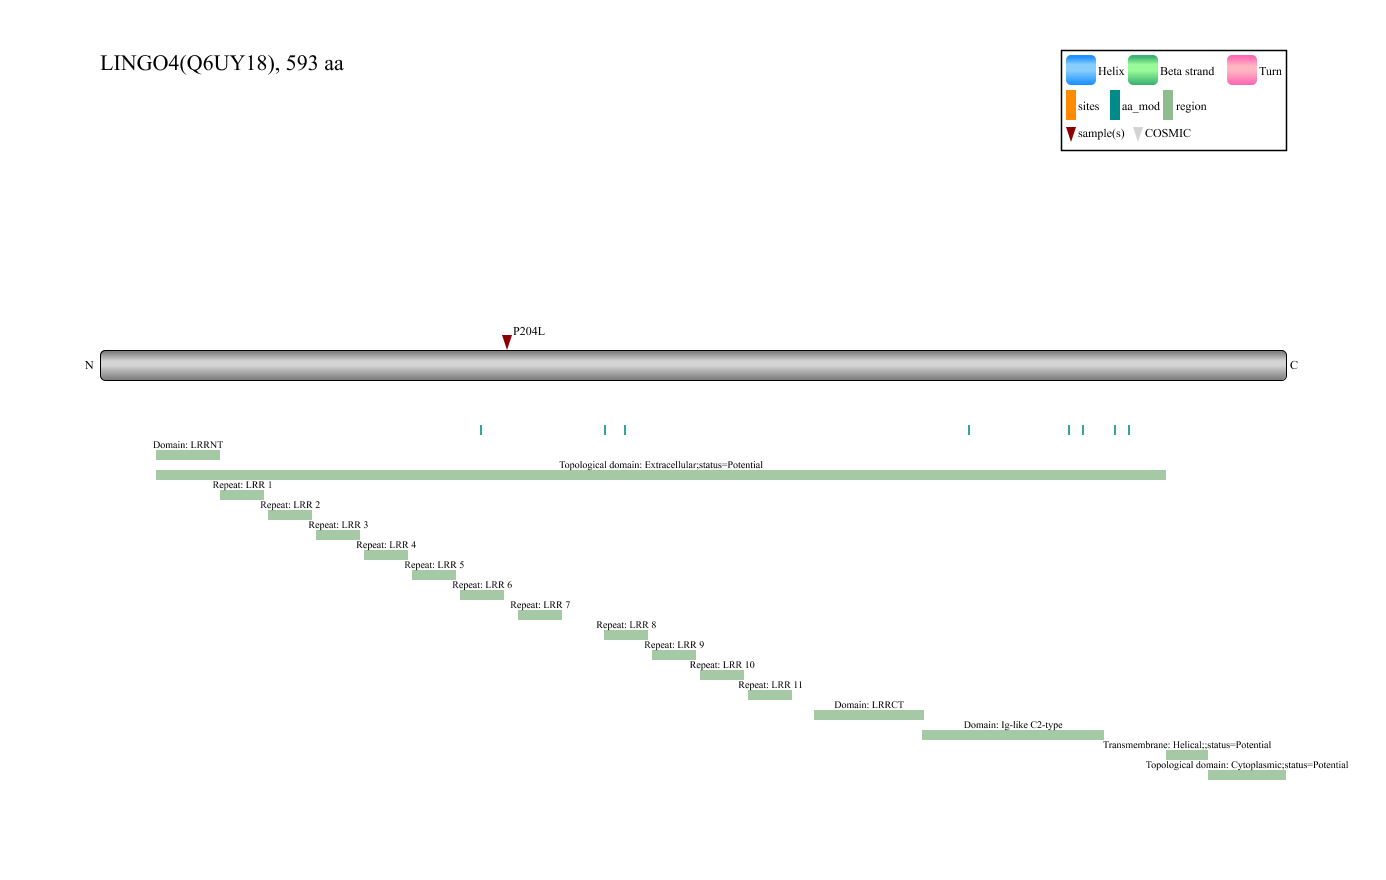 LINGO4(Q6UY18), 593 aa
Helix Beta strand Turn
sites aa_mod region
sample(s) COSMIC
P204L
N C
Domain: LRRNT
Topological domain: Extracellular;status=Potential
Repeat: LRR 1
Repeat: LRR 2
Repeat: LRR 3
Repeat: LRR 4
Repeat: LRR 5
Repeat: LRR 6
Repeat: LRR 7
Repeat: LRR 8
Repeat: LRR 9
Repeat: LRR 10
Repeat: LRR 11
Domain: LRRCT
Domain: Ig-like C2-type
Transmembrane: Helical;;status=Potential
Topological domain: Cytoplasmic;status=Potential